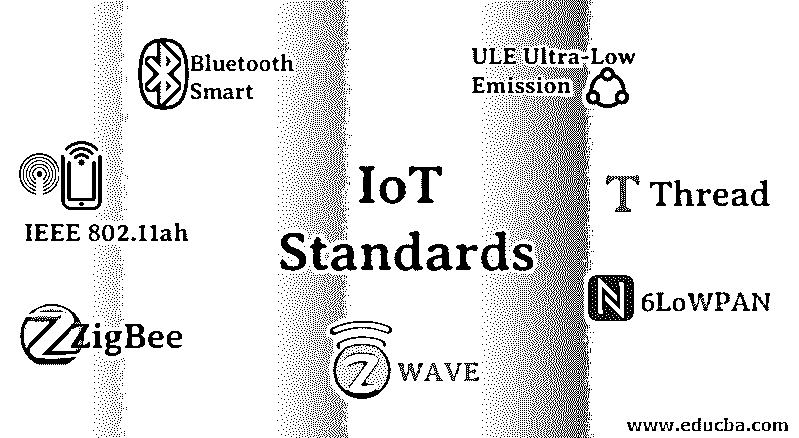 Bluetooth
Smart
ULE Ultra-Low
Emission
IoT
Standards
IEEE 802.11ah
T Thread
ZigBee
Z WAVE
N 6LoWPAN
www.educba.com